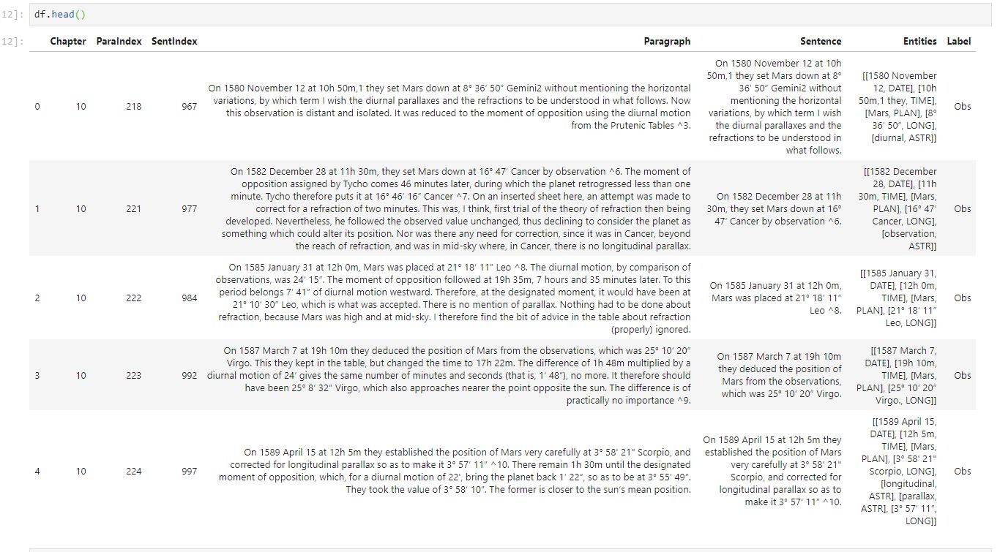 12]: df.head()
12]: Chapter ParaIndex SentIndex Paragraph Sentence Entities Label
0 10 218 967
On 1580 November 12 at 10h 50m,1 they set Mars down at 8° 36′ 50″ Gemini2 without mentioning the horizontal
variations, by which term I wish the diurnal parallaxes and the refractions to be understood in what follows. Now
this observation is distant and isolated. It was reduced to the moment of opposition using the diurnal motion
from the Prutenic Tables ^3.
On 1580 November 12 at 10h
50m,1 they set Mars down at 8°
36′ 50″ Gemini2 without
mentioning the horizontal
variations, by which term I wish
the diurnal parallaxes and the
refractions to be understood in
what follows.
[[1580 November
12, DATE], [10h
50m,1 they, TIME],
[Mars, PLAN], [8°
36′ 50″, LONG],
[diurnal, ASTR]]
Obs
1 10 221 977
On 1582 December 28 at 11h 30m, they set Mars down at 16° 47′ Cancer by observation ^6. The moment of
opposition assigned by Tycho comes 46 minutes later, during which the planet retrogressed less than one
minute. Tycho therefore puts it at 16° 46′ 16″ Cancer ^7. On an inserted sheet here, an attempt was made to
correct for a refraction of two minutes. This was, I think, first trial of the theory of refraction then being
developed. Nevertheless, he followed the observed value unchanged, thus declining to consider the planet as
something which could alter its position. Nor was there any need for correction, since it was in Cancer, beyond
the reach of refraction, and was in mid-sky where, in Cancer, there is no longitudinal parallax.
On 1582 December 28 at 11h
30m, they set Mars down at 16°
47′ Cancer by observation ^6.
[[1582 December
28, DATE], [11h
30m, TIME], [Mars,
PLAN], [16° 47′
Cancer, LONG],
[observation,
ASTR]]
Obs
2 10 222 984
On 1585 January 31 at 12h 0m, Mars was placed at 21° 18′ 11″ Leo ^8. The diurnal motion, by comparison of
observations, was 24′ 15″. The moment of opposition followed at 19h 35m, 7 hours and 35 minutes later. To this
period belongs 7′ 41″ of diurnal motion westward. Therefore, at the designated moment, it would have been at
21° 10′ 30″ Leo, which is what was accepted. There is no mention of parallax. Nothing had to be done about
refraction, because Mars was high and at mid-sky. I therefore find the bit of advice in the table about refraction
(properly) ignored.
On 1585 January 31 at 12h 0m,
Mars was placed at 21° 18′ 11″
Leo ^8.
[[1585 January 31,
DATE], [12h 0m,
TIME], [Mars,
PLAN], [21° 18′ 11″
Leo, LONG]]
Obs
3 10 223 992
On 1587 March 7 at 19h 10m they deduced the position of Mars from the observations, which was 25° 10′ 20″
Virgo. This they kept in the table, but changed the time to 17h 22m. The difference of 1h 48m multiplied by a
diurnal motion of 24′ gives the same number of minutes and seconds (that is, 1′ 48″), no more. It therefore should
have been 25° 8′ 32″ Virgo, which also approaches nearer the point opposite the sun. The difference is of
practically no importance ^9.
On 1587 March 7 at 19h 10m
they deduced the position of
Mars from the observations,
which was 25° 10′ 20″ Virgo.
[[1587 March 7,
DATE], [19h 10m,
TIME], [Mars,
PLAN], [25° 10′ 20″
Virgo., LONG]]
Obs
4 10 224 997
On 1589 April 15 at 12h 5m they established the position of Mars very carefully at 3° 58' 21" Scorpio, and
corrected for longitudinal parallax so as to make it 3° 57′ 11″ ^10. There remain 1h 30m until the designated
moment of opposition, which, for a diurnal motion of 22′, bring the planet back 1′ 22″, so as to be at 3° 55′ 49″.
They took the value of 3° 58′ 10″. The former is closer to the sun’s mean position.
On 1589 April 15 at 12h 5m they
established the position of Mars
very carefully at 3° 58' 21"
Scorpio, and corrected for
longitudinal parallax so as to
make it 3° 57′ 11″ ^10.
[[1589 April 15,
DATE], [12h 5m,
TIME], [Mars,
PLAN], [3° 58' 21"
Scorpio, LONG],
[longitudinal,
ASTR], [parallax,
ASTR], [3° 57′ 11″,
LONG]]
Obs